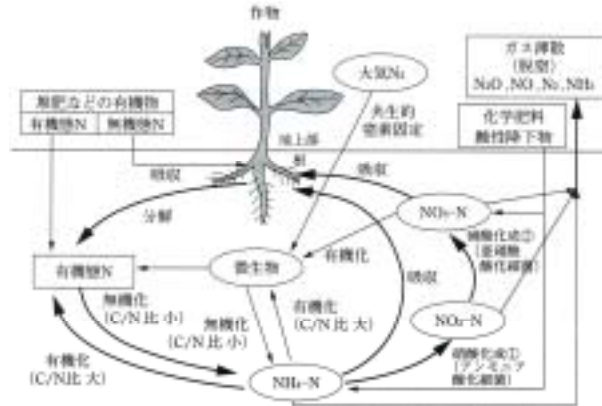 作物
ガス揮散
(脱窒)
N₂O , NO , N₂ , NH₃
大気N₂
堆肥などの有機物
有機態N
無機態N
化学肥料
酸性降下物
共生的
窒素固定
地上部
根
吸収
吸収
分解
NO₃-N
硝酸化成②
(亜硝酸
酸化細菌)
有機化
微生物
有機態N
吸収
無機化
(C/N比 小)
有機化
(C/N比 大)
NO₂-N
無機化
(C/N比 小)
有機化
(C/N比 大)
硝酸化成①
(アンモニア
酸化細菌)
NH₄-N